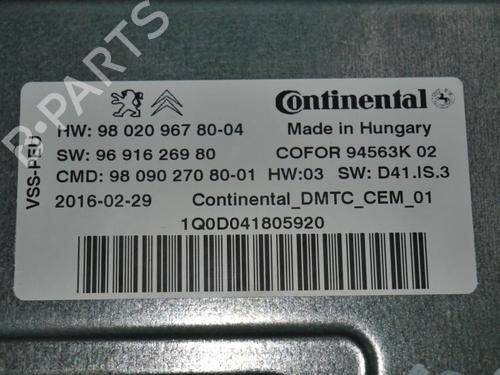 Continental
HW: 98 020 967 80-04
Made in Hungary
SW: 96 916 269 80
COFOR 94563K 02
CMD: 98 090 270 80-01 HW:03 SW: D41.IS.3
2016-02-29 Continental_DMTC_CEM_01
1Q0D041805920
VSS-PEU
B-PARTS